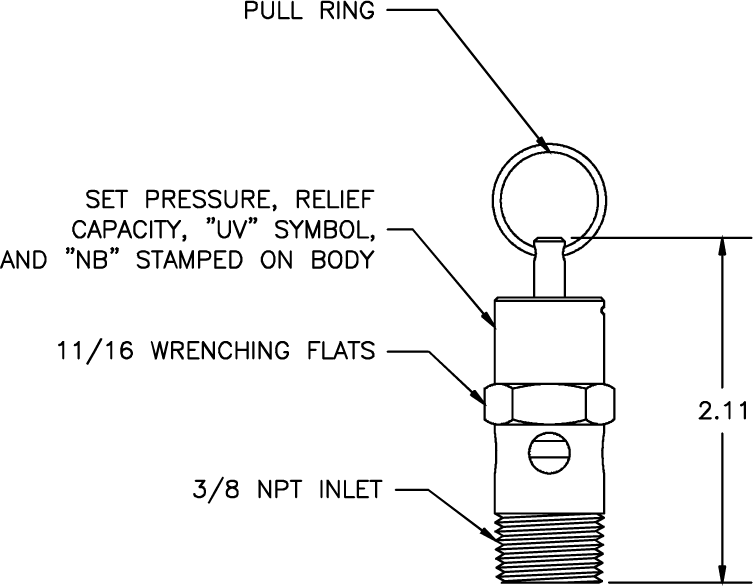 PULL RING
SET PRESSURE, RELIEF
CAPACITY, "UV" SYMBOL,
AND "NB" STAMPED ON BODY
11/16 WRENCHING FLATS
2.11
3/8 NPT INLET